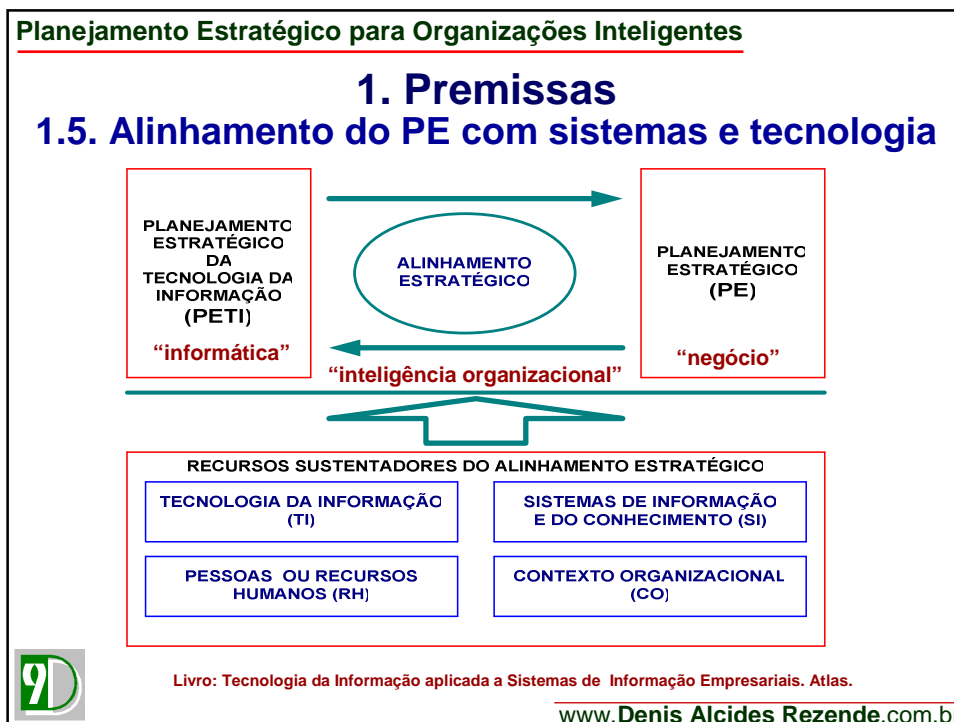 Planejamento Estratégico para Organizações Inteligentes
1. Premissas
1.5. Alinhamento do PE com sistemas e tecnologia
PLANEJAMENTO
ESTRATÉGICO
DA
TECNOLOGIA DA
INFORMAÇÃO
(PETI)
“informática”
ALINHAMENTO
ESTRATÉGICO
“inteligência organizacional”
PLANEJAMENTO
ESTRATÉGICO
(PE)
“negócio”
RECURSOS SUSTENTADORES DO ALINHAMENTO ESTRATÉGICO
TECNOLOGIA DA INFORMAÇÃO
(TI)
SISTEMAS DE INFORMAÇÃO
E DO CONHECIMENTO (SI)
PESSOAS OU RECURSOS
HUMANOS (RH)
CONTEXTO ORGANIZACIONAL
(CO)
9D
Livro: Tecnologia da Informação aplicada a Sistemas de Informação Empresariais. Atlas.
www.Denis Alcides Rezende.com.b